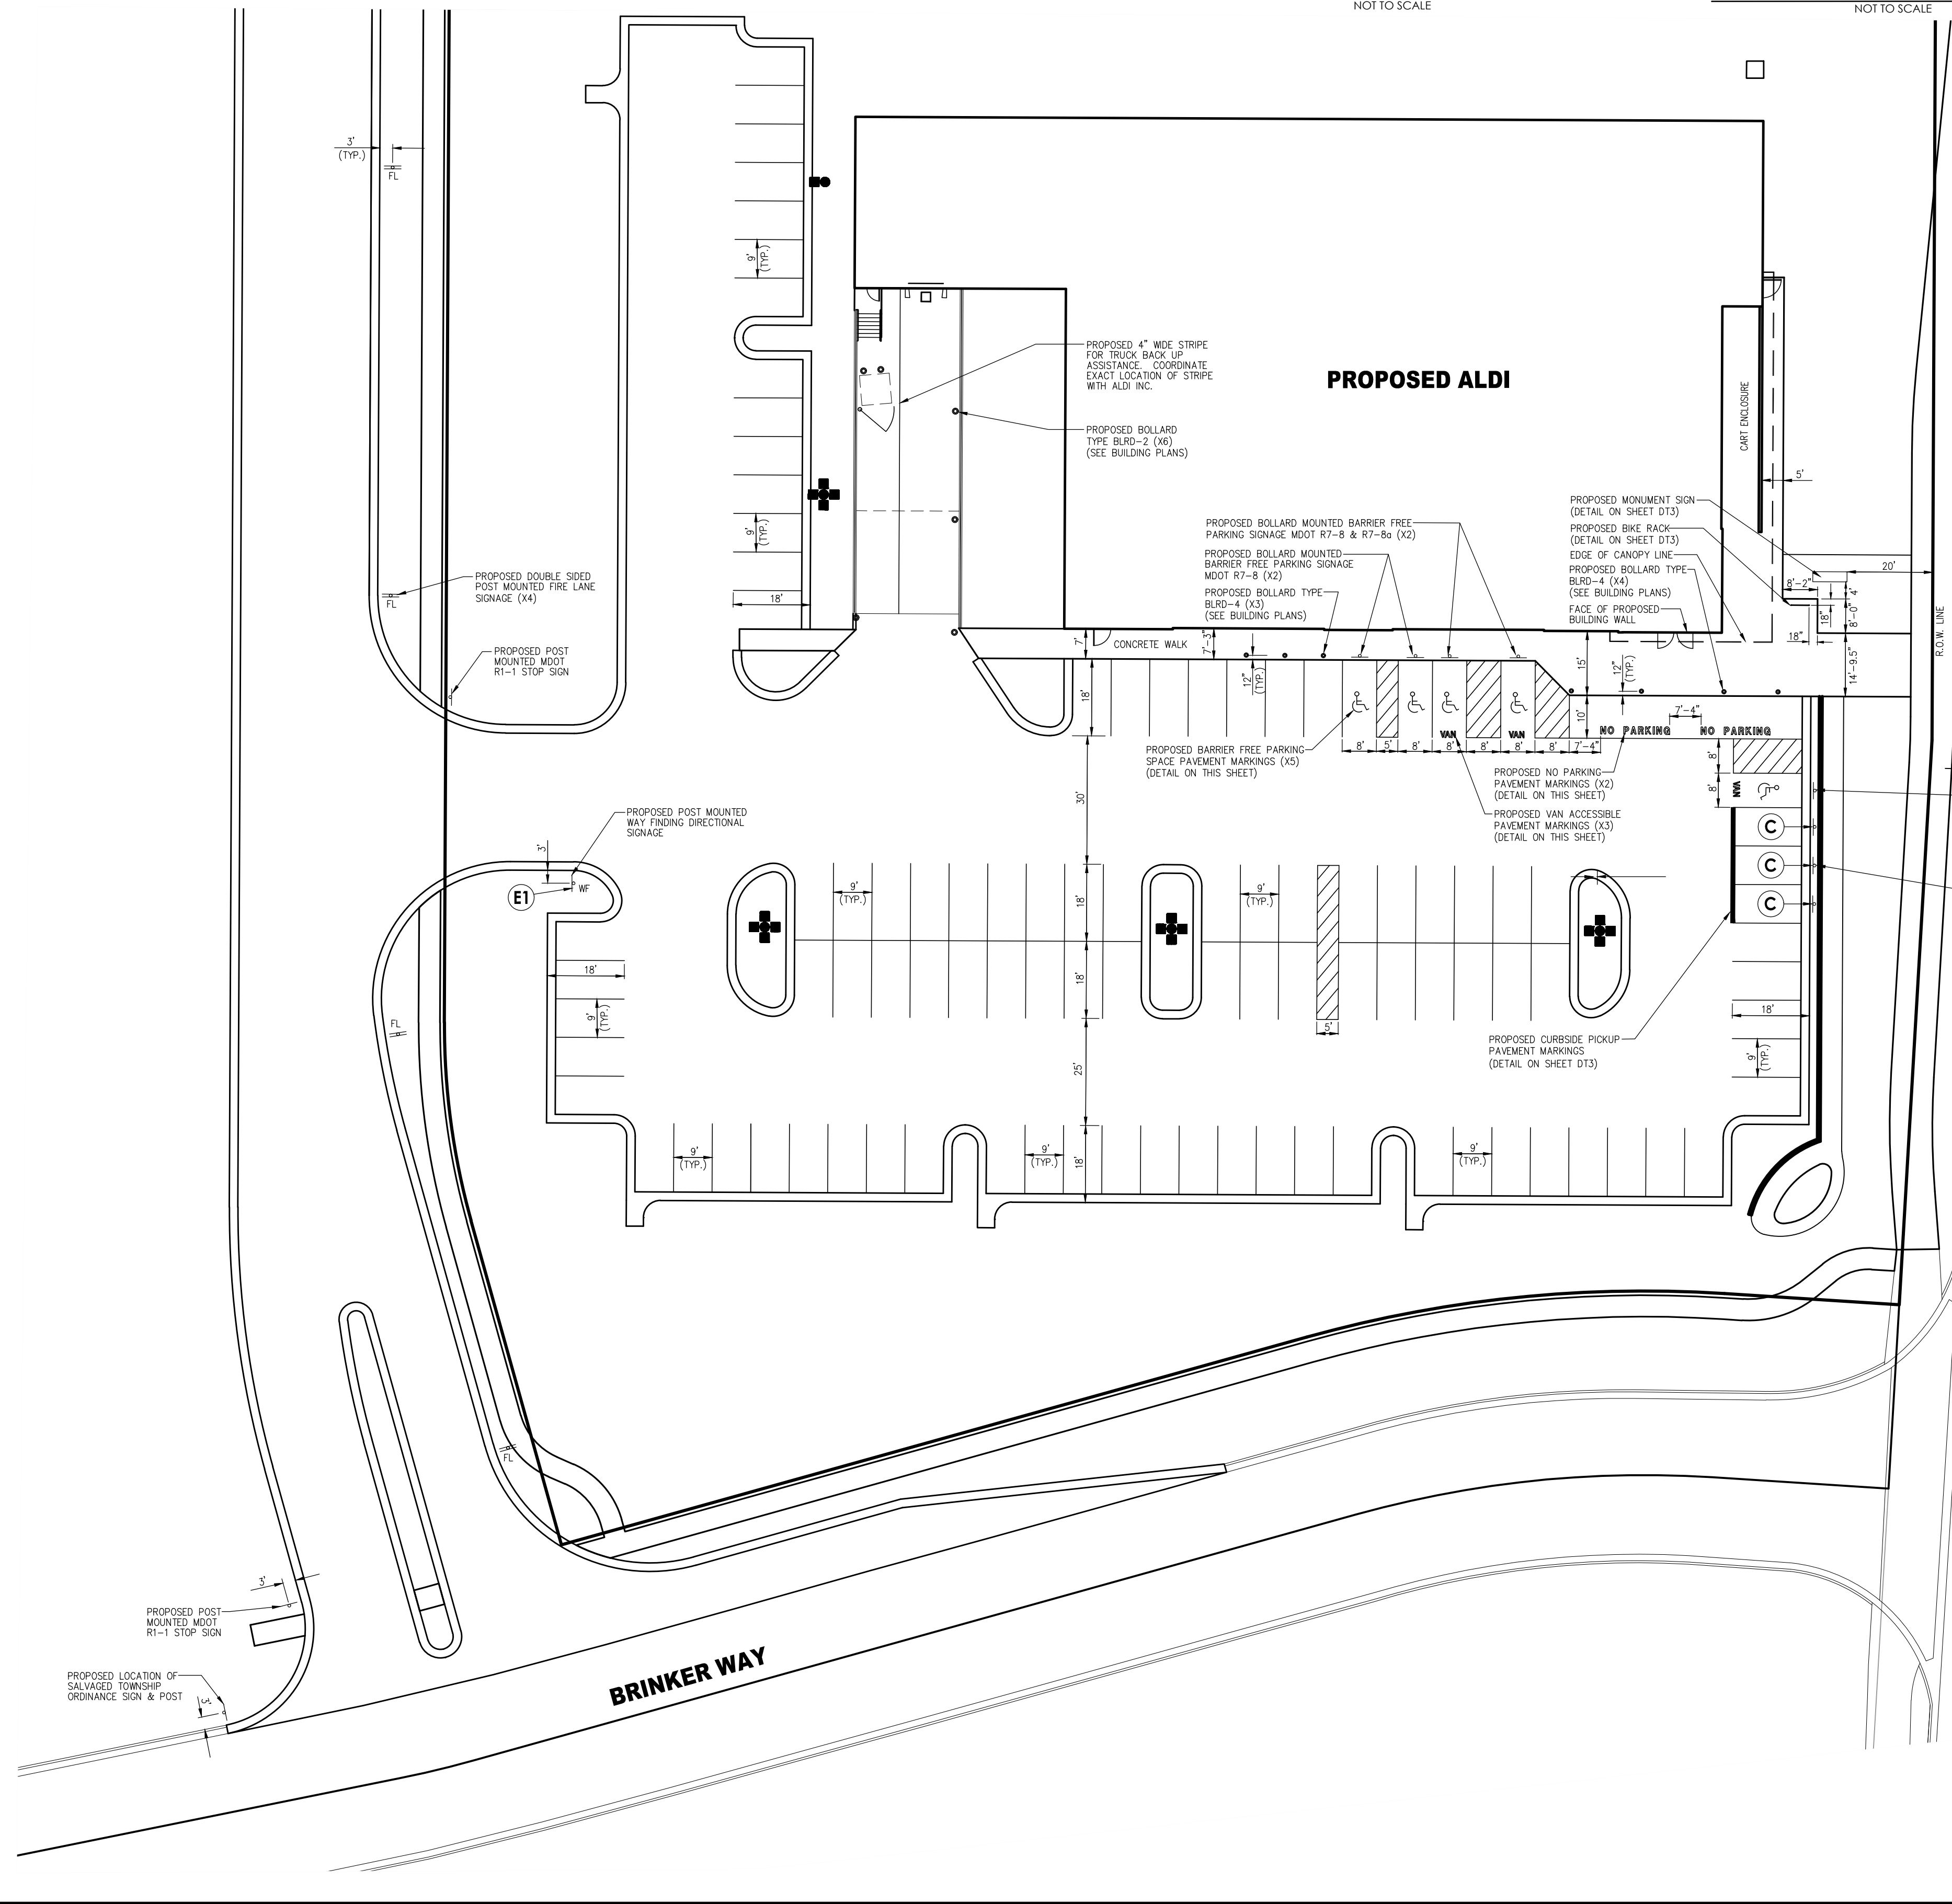 NOT TO SCALE
NOT TO SCALE
3'
(TYP.)
FL
9'
(TYP.)
PROPOSED 4" WIDE STRIPE
FOR TRUCK BACK UP
ASSISTANCE. COORDINATE
EXACT LOCATION OF STRIPE
WITH ALDI INC.
PROPOSED ALDI
CART ENCLOSURE
PROPOSED BOLLARD
TYPE BLRD-2 (X6)
(SEE BUILDING PLANS)
5'
PROPOSED MONUMENT SIGN
(DETAIL ON SHEET DT3)
PROPOSED BIKE RACK
(DETAIL ON SHEET DT3)
EDGE OF CANOPY LINE
PROPOSED BOLLARD TYPE
BLRD-4 (X4)
(SEE BUILDING PLANS)
FACE OF PROPOSED
BUILDING WALL
PROPOSED BOLLARD MOUNTED BARRIER FREE
PARKING SIGNAGE MDOT R7-8 & R7-8a (X2)
PROPOSED BOLLARD MOUNTED
BARRIER FREE PARKING SIGNAGE
MDOT R7-8 (X2)
PROPOSED BOLLARD TYPE
BLRD-4 (X3)
(SEE BUILDING PLANS)
9'
(TYP.)
18'
20'
8'-2"
4'
8'-0"
18"
18"
14'-9.5"
R.O.W. LINE
PROPOSED DOUBLE SIDED
POST MOUNTED FIRE LANE
SIGNAGE (X4)
FL
PROPOSED POST
MOUNTED MDOT
R1-1 STOP SIGN
7'
CONCRETE WALK
7'-3"
12"
(TYP.)
15'
12"
(TYP.)
18'
10'
7'-4"
NO PARKING
NO PARKING
VAN
VAN
8'
5'
8'
8'
8'
8'
8'
7'-4"
PROPOSED BARRIER FREE PARKING
SPACE PAVEMENT MARKINGS (X5)
(DETAIL ON THIS SHEET)
PROPOSED NO PARKING
PAVEMENT MARKINGS (X2)
(DETAIL ON THIS SHEET)
PROPOSED VAN ACCESSIBLE
PAVEMENT MARKINGS (X3)
(DETAIL ON THIS SHEET)
8'
8'
VAN
C
C
C
30'
PROPOSED POST MOUNTED
WAY FINDING DIRECTIONAL
SIGNAGE
3'
E1
WF
9'
(TYP.)
18'
9'
(TYP.)
18'
18'
9'
(TYP.)
FL
5'
18'
9'
(TYP.)
PROPOSED CURBSIDE PICKUP
PAVEMENT MARKINGS
(DETAIL ON SHEET DT3)
25'
9'
(TYP.)
9'
(TYP.)
18'
9'
(TYP.)
FL
3'
PROPOSED POST
MOUNTED MDOT
R1-1 STOP SIGN
PROPOSED LOCATION OF
SALVAGED TOWNSHIP
ORDINANCE SIGN & POST
3'
BRINKER WAY